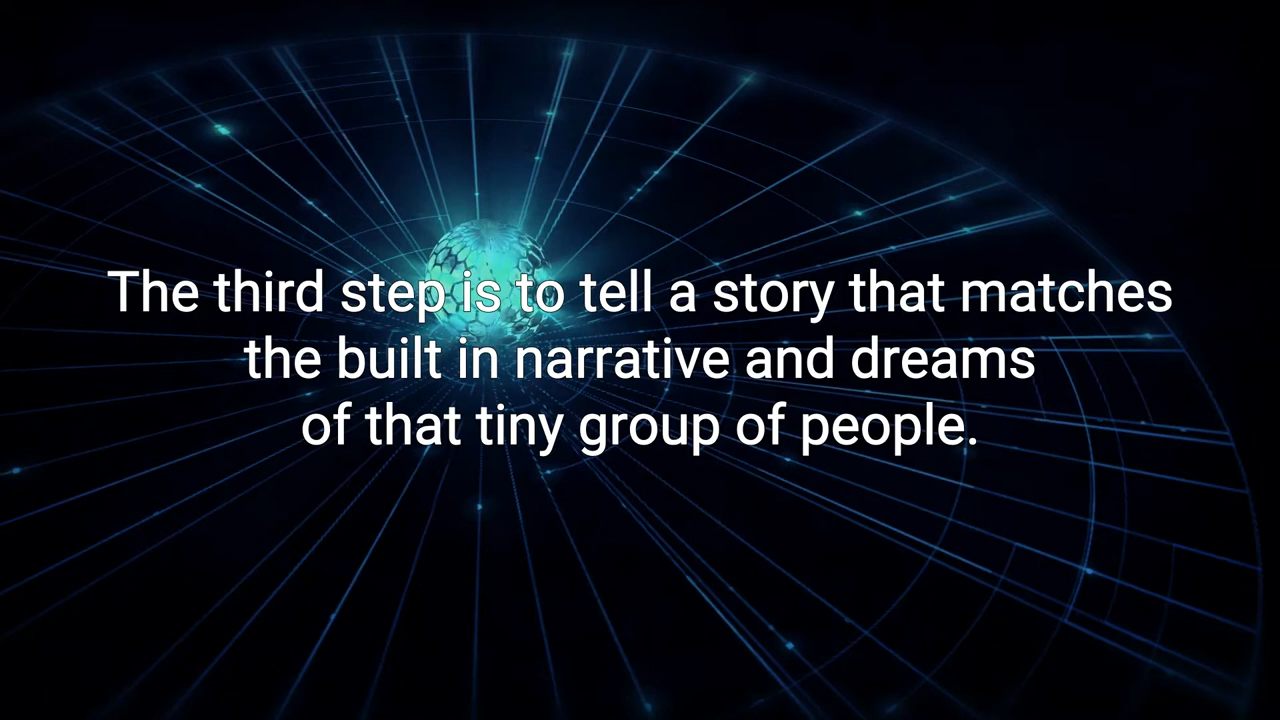 The third step is to tell a story that matches
the built in narrative and dreams
of that tiny group of people.